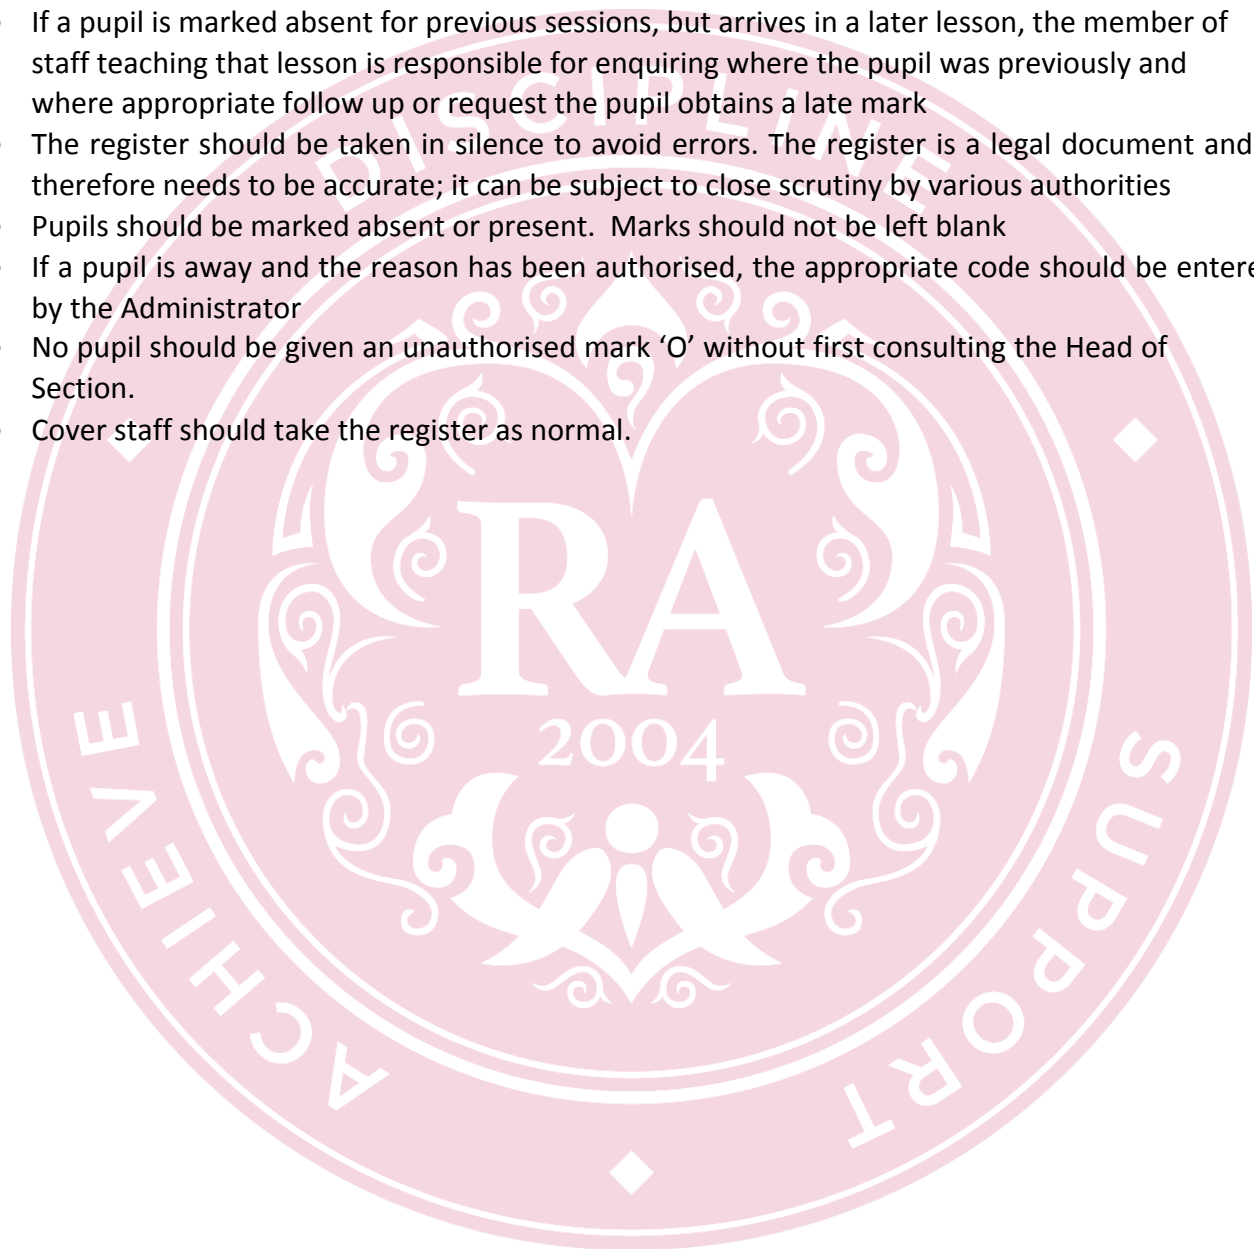 If a pupil is marked absent for previous sessions, but arrives in a later lesson, the member of
staff teaching that lesson is responsible for enquiring where the pupil was previously and
where appropriate follow up or request the pupil obtains a late mark
The register should be taken in silence to avoid errors. The register is a legal document and
therefore needs to be accurate; it can be subject to close scrutiny by various authorities
Pupils should be marked absent or present.  Marks should not be left blank
If a pupil is away and the reason has been authorised, the appropriate code should be entere
by the Administrator
No pupil should be given an unauthorised mark ‘O’ without first consulting the Head of
Section.
Cover staff should take the register as normal.
DISCIPLINE
RA
2004
ACHIEVE
SUPPORT